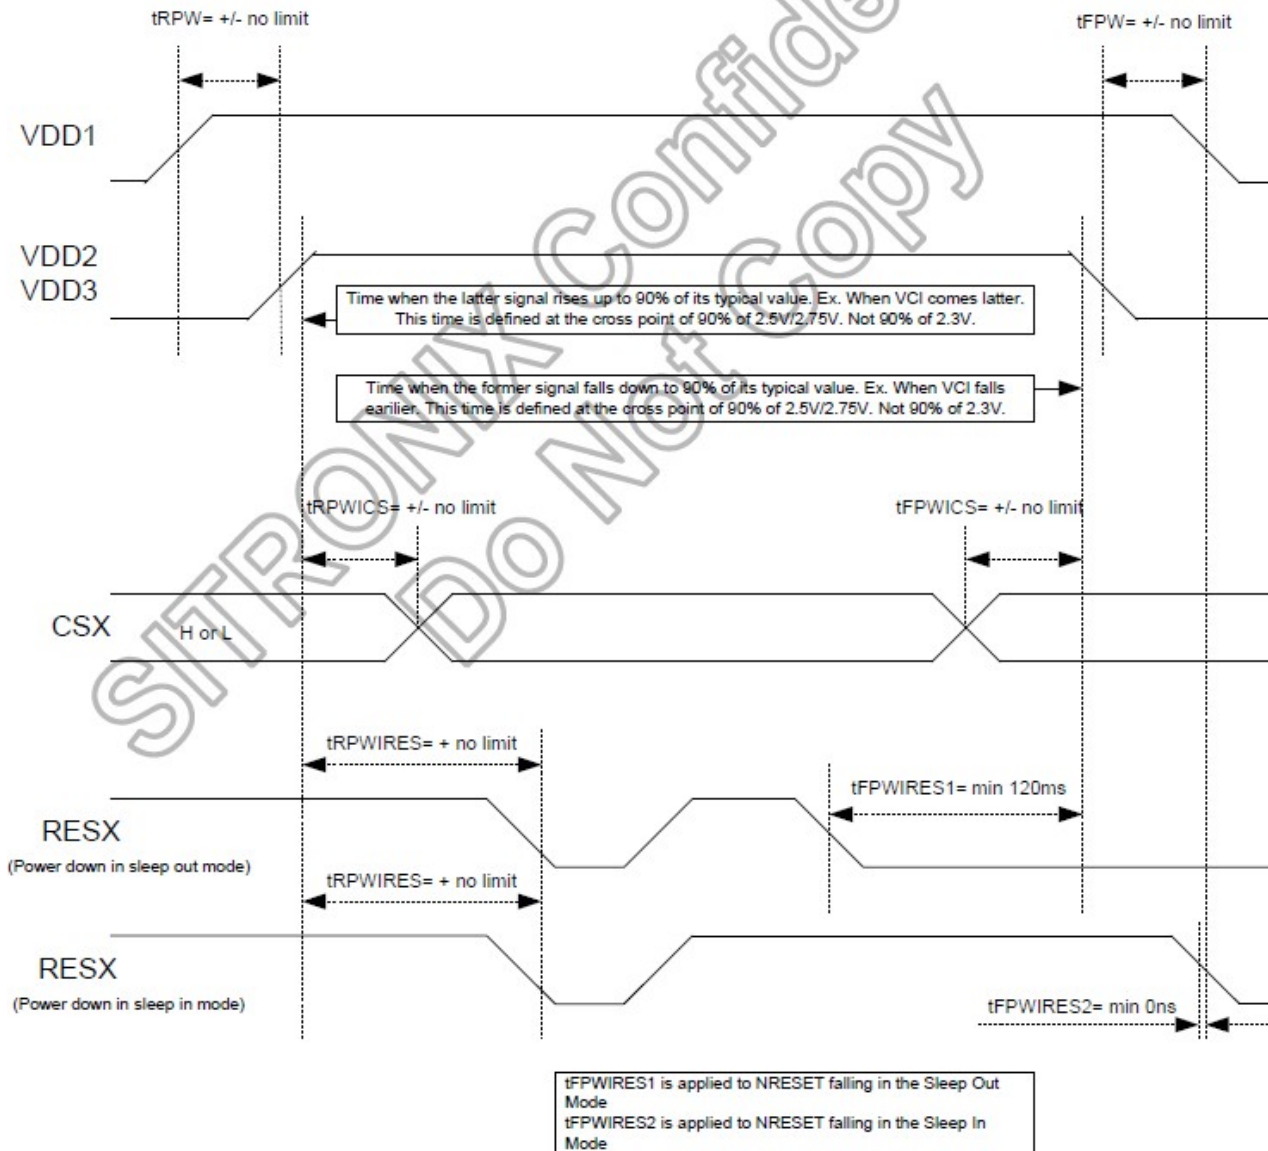 tRPW= +/- no limit
tFPW= +/- no limit
VDD1
VDD2
VDD3
Time when the latter signal rises up to 90% of its typical value. Ex. When VCI comes latter.
This time is defined at the cross point of 90% of 2.5V/2.75V. Not 90% of 2.3V.
Time when the former signal falls down to 90% of its typical value. Ex. When VCI falls
earilier. This time is defined at the cross point of 90% of 2.5V/2.75V. Not 90% of 2.3V.
tRPWICS= +/- no limit
tFPWICS= +/- no limit
CSX
H or L
tRPWIRES= + no limit
tFPWIRES1= min 120ms
RESX
(Power down in sleep out mode)
tRPWIRES= + no limit
RESX
(Power down in sleep in mode)
tFPWIRES2= min 0ns
tFPWIRES1 is applied to NRESET falling in the Sleep Out
Mode
tFPWIRES2 is applied to NRESET falling in the Sleep In
Mode
SITRONIX
Do Not Copy